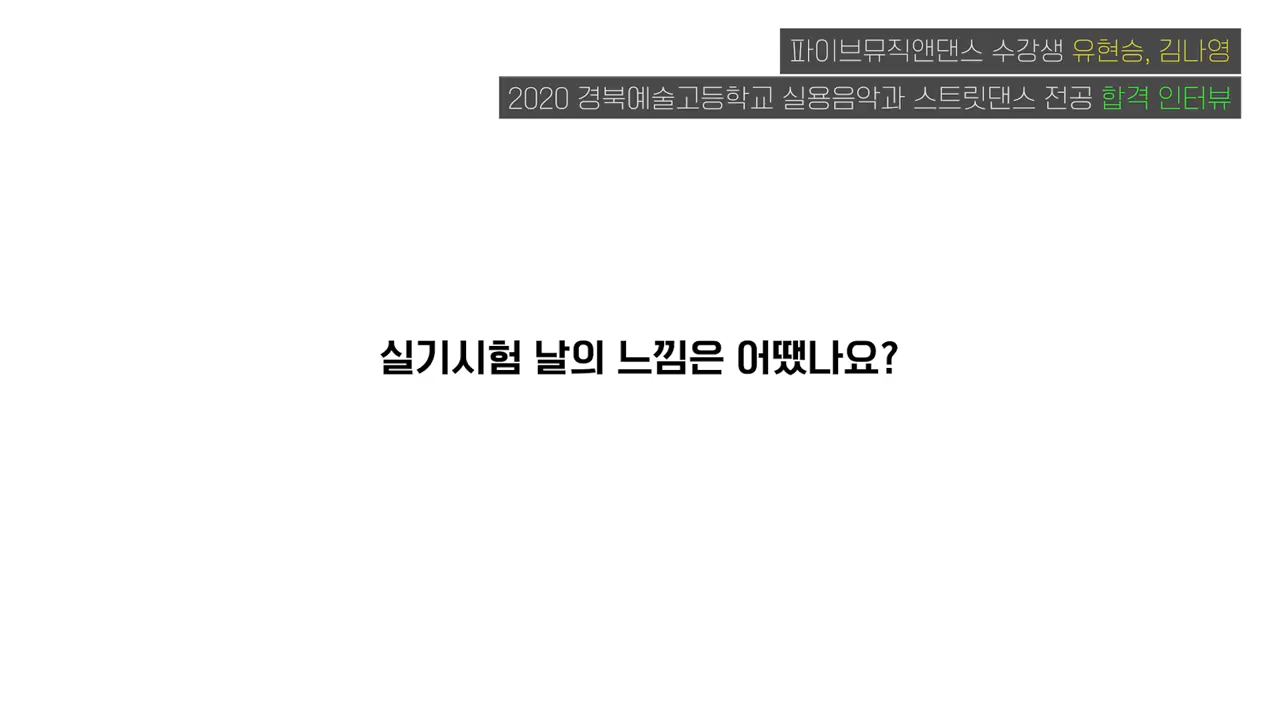 파이브뮤직앤댄스 수강생 유현승, 김나영
2020 경북예술고등학교 실용음악과 스트릿댄스 전공 합격 인터뷰
실기시험 날의 느낌은 어땠나요?